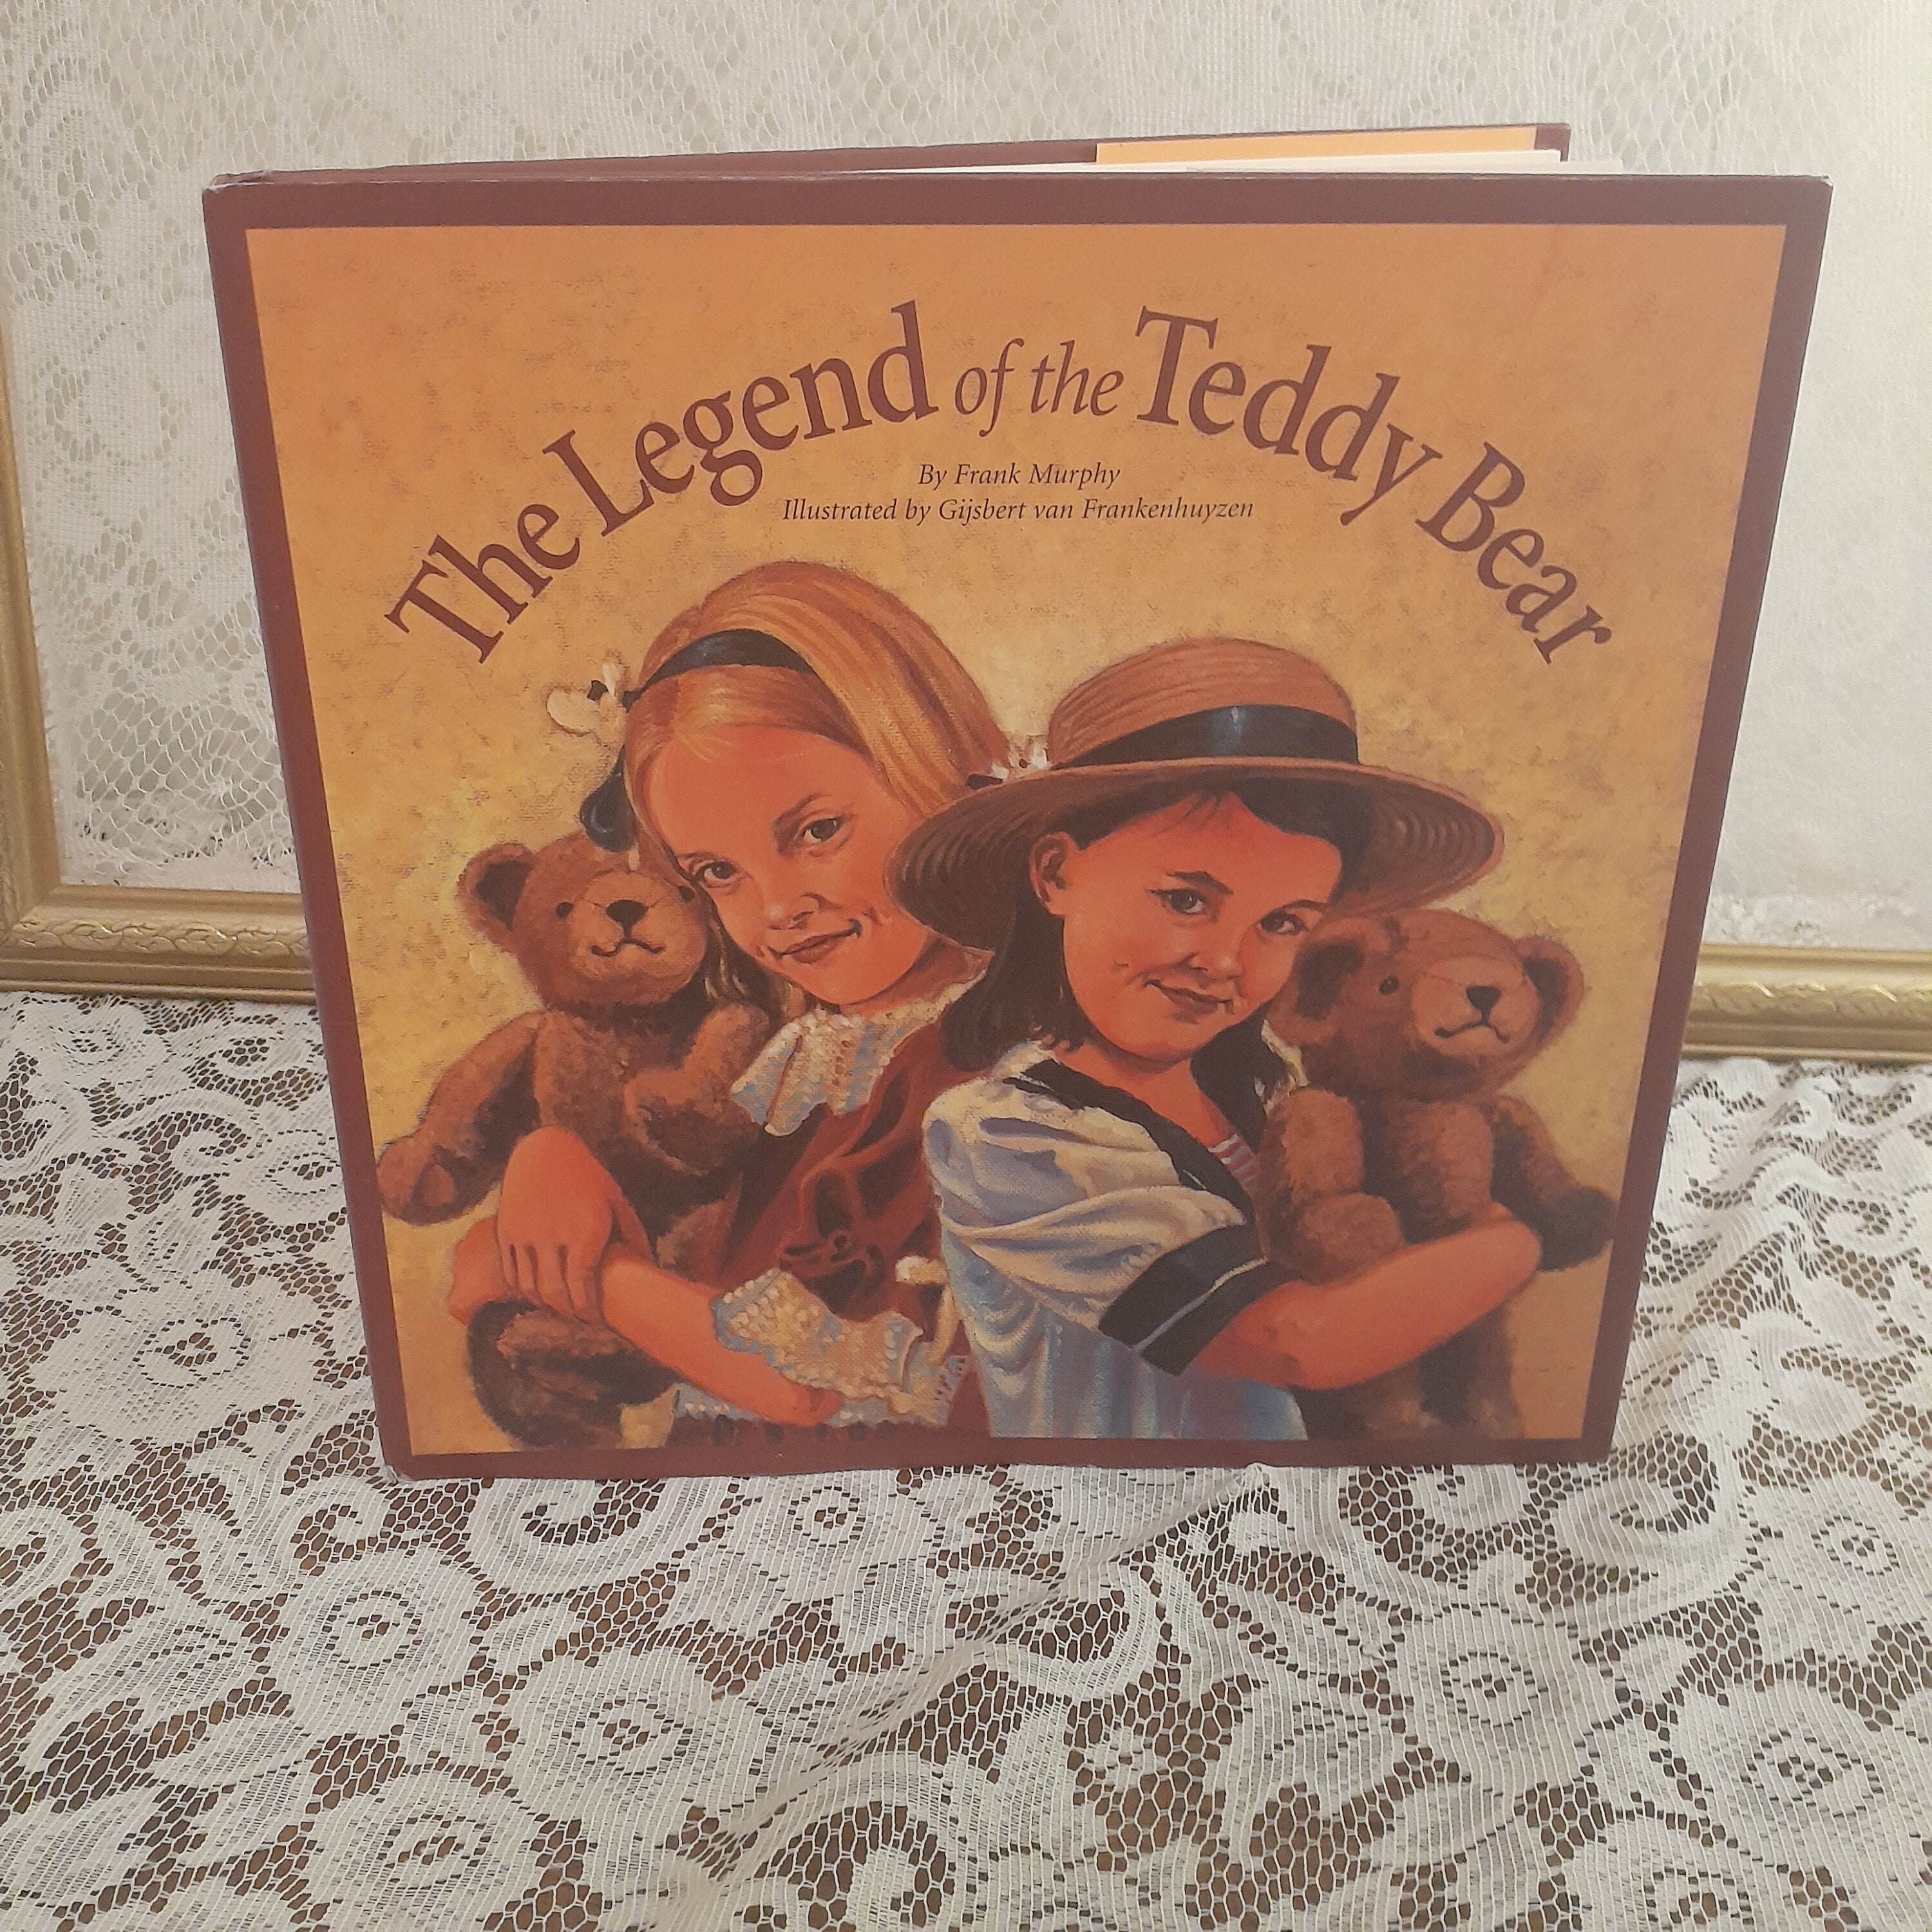 The Legend of the Teddy Bear
By Frank Murphy
Illustrated by Gijsbert van Frankenhuyzen